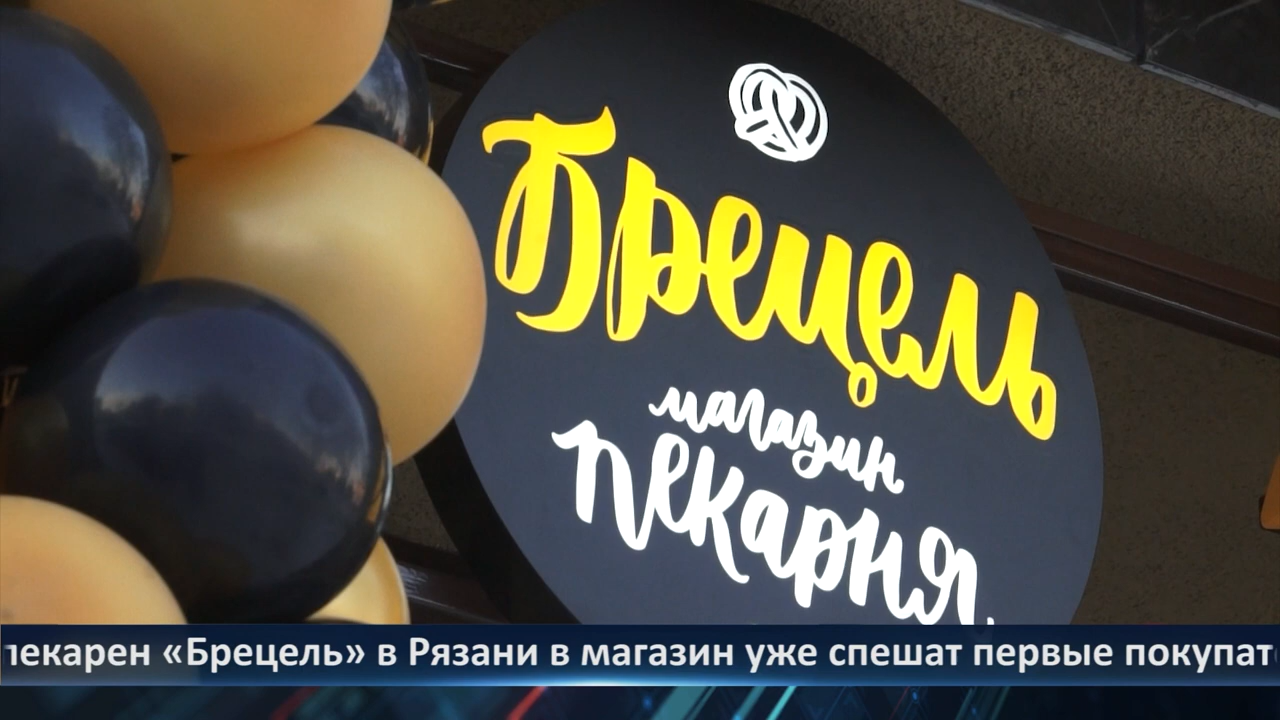 Брецель
магазин
пекарня
пекарен «Брецель» в Рязани в магазин уже спешат первые покупат